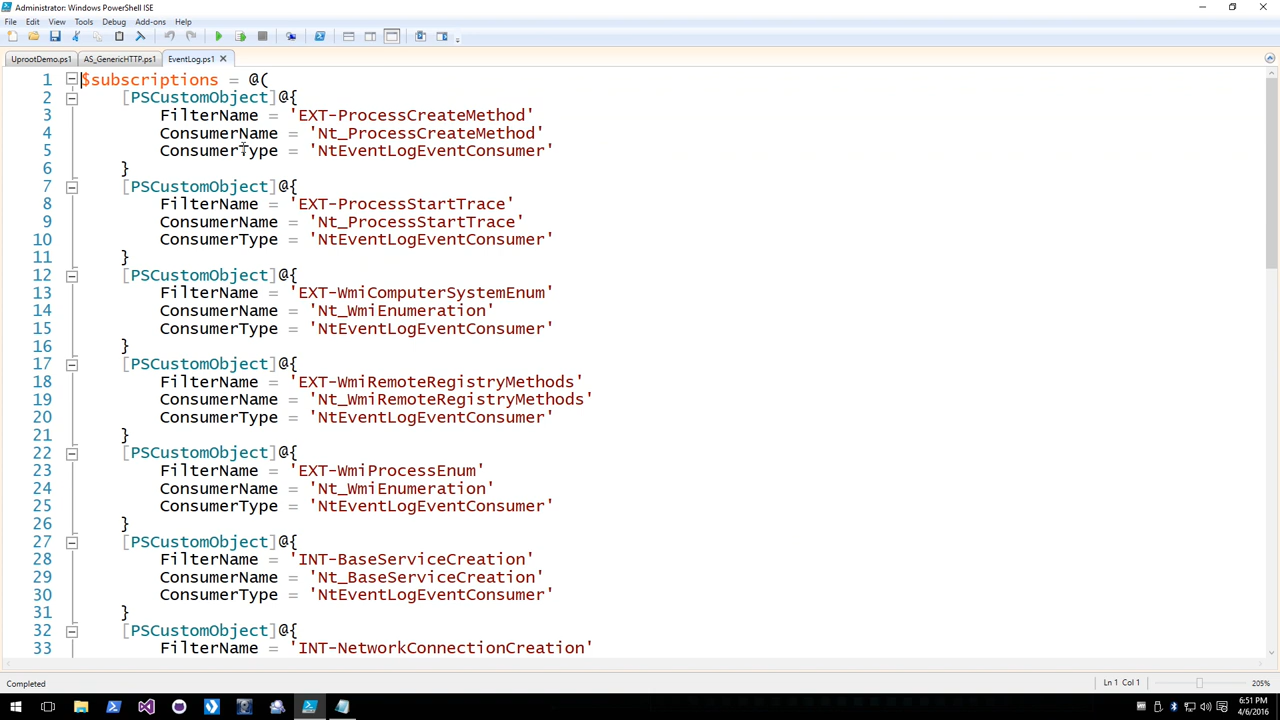 Administrator: Windows PowerShell ISE
File Edit View Tools Debug Add-ons Help
UprootDemo.ps1 AS_GenericHTTP.ps1 EventLog.ps1
1 $subscriptions = @(
2 [PSCustomObject]@{
3 FilterName = 'EXT-ProcessCreateMethod'
4 ConsumerName = 'Nt_ProcessCreateMethod'
5 ConsumerType = 'NtEventLogEventConsumer'
6 }
7 [PSCustomObject]@{
8 FilterName = 'EXT-ProcessStartTrace'
9 ConsumerName = 'Nt_ProcessStartTrace'
10 ConsumerType = 'NtEventLogEventConsumer'
11 }
12 [PSCustomObject]@{
13 FilterName = 'EXT-WmiComputerSystemEnum'
14 ConsumerName = 'Nt_WmiEnumeration'
15 ConsumerType = 'NtEventLogEventConsumer'
16 }
17 [PSCustomObject]@{
18 FilterName = 'EXT-WmiRemoteRegistryMethods'
19 ConsumerName = 'Nt_WmiRemoteRegistryMethods'
20 ConsumerType = 'NtEventLogEventConsumer'
21 }
22 [PSCustomObject]@{
23 FilterName = 'EXT-WmiProcessEnum'
24 ConsumerName = 'Nt_WmiEnumeration'
25 ConsumerType = 'NtEventLogEventConsumer'
26 }
27 [PSCustomObject]@{
28 FilterName = 'INT-BaseServiceCreation'
29 ConsumerName = 'Nt_BaseServiceCreation'
30 ConsumerType = 'NtEventLogEventConsumer'
31 }
32 [PSCustomObject]@{
33 FilterName = 'INT-NetworkConnectionCreation'
Completed Ln 1 Col 1 205%
6:51 PM
4/6/2016